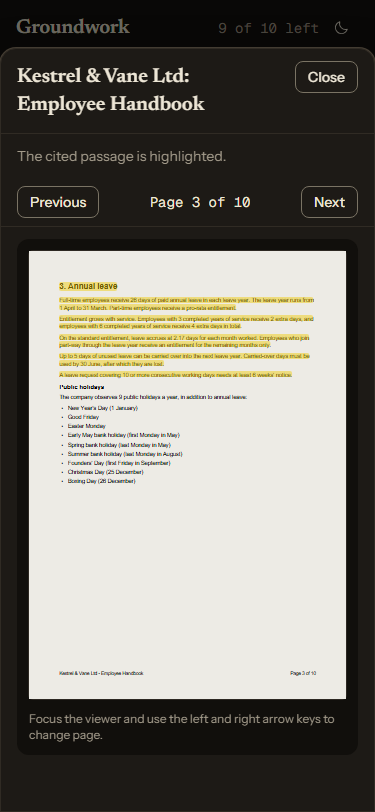 Groundwork
9 of 10 left
Kestrel & Vane Ltd:
Employee Handbook
Close
The cited passage is highlighted.
Previous
Page 3 of 10
Next
3. Annual leave
Full-time employees receive 26 days of paid annual leave in each leave year. The leave year runs from
1 April to 31 March. Part-time employees receive a pro-rata entitlement.
Entitlement grows with service. Employees with 3 completed years of service receive 2 extra days, and
employees with 6 completed years of service receive 4 extra days in total.
On the standard entitlement, leave accrues at 2.17 days for each month worked. Employees who join
part-way through the leave year receive an entitlement for the remaining months only.
Up to 5 days of unused leave can be carried over into the next leave year. Carried-over days must be
used by 30 June, after which they are lost.
A leave request covering 10 or more consecutive working days needs at least 6 weeks' notice.
Public holidays
The company observes 9 public holidays a year, in addition to annual leave:
• New Year's Day (1 January)
• Good Friday
• Easter Monday
• Early May bank holiday (first Monday in May)
• Spring bank holiday (last Monday in May)
• Summer bank holiday (last Monday in August)
• Founders' Day (first Friday in September)
• Christmas Day (25 December)
• Boxing Day (26 December)
Kestrel & Vane Ltd - Employee Handbook
Page 3 of 10
Focus the viewer and use the left and right arrow keys to
change page.